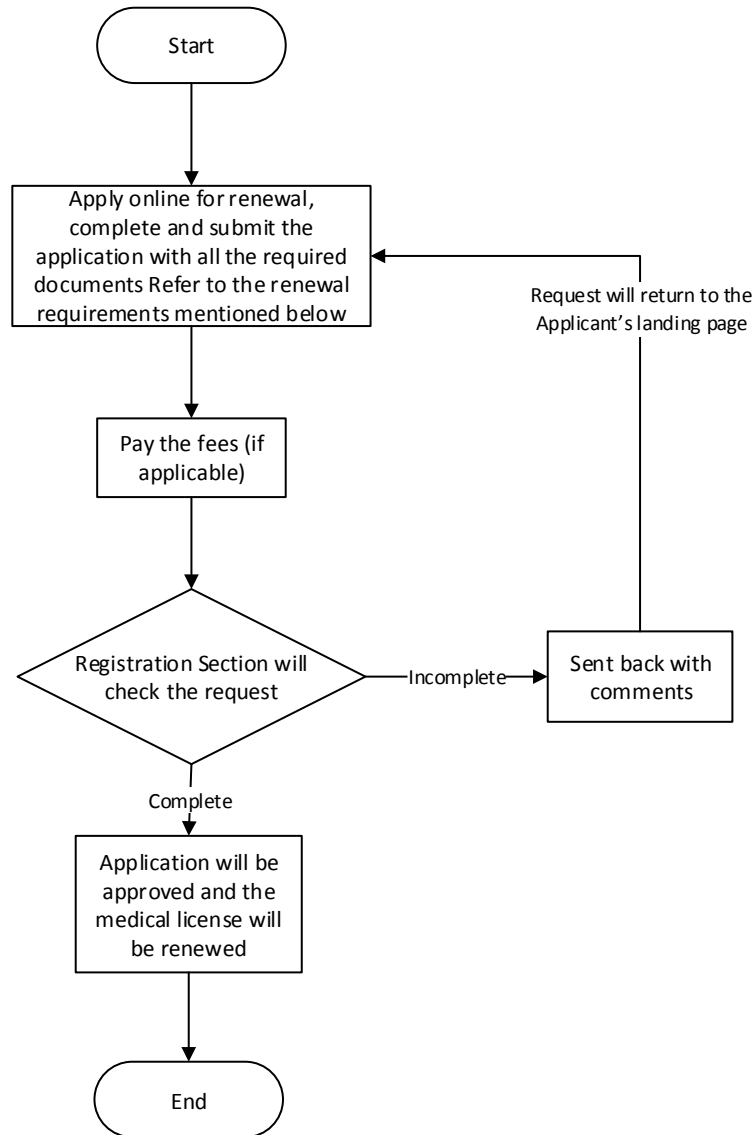 Start
Apply online for renewal,
complete and submit the
application with all the required
documents Refer to the renewal
requirements mentioned below
Request will return to the
Applicant’s landing page
Pay the fees (if
applicable)
Registration Section will
check the request
Incomplete
Sent back with
comments
Complete
Application will be
approved and the
medical license will
be renewed
End